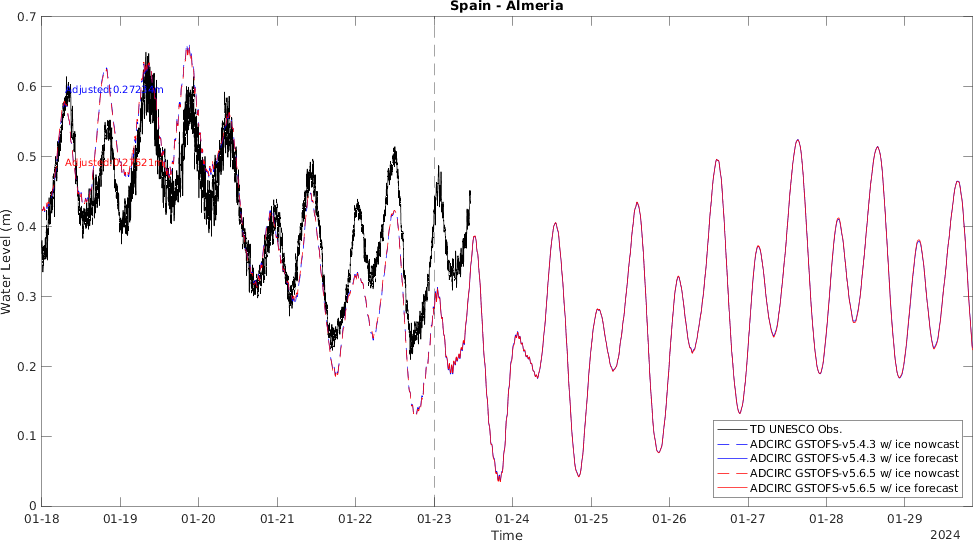 Spain - Almeria
0.7
0.6
0.5
0.4
0.3
0.2
0.1
0
Water Level (m)
TD UNESCO Obs.
ADCIRC GSTOFS-v5.4.3 w/ ice nowcast
ADCIRC GSTOFS-v5.4.3 w/ ice forecast
ADCIRC GSTOFS-v5.6.5 w/ ice nowcast
ADCIRC GSTOFS-v5.6.5 w/ ice forecast
01-18 01-19 01-20 01-21 01-22 01-23 01-24 01-25 01-26 01-27 01-28 01-29
Time
2024